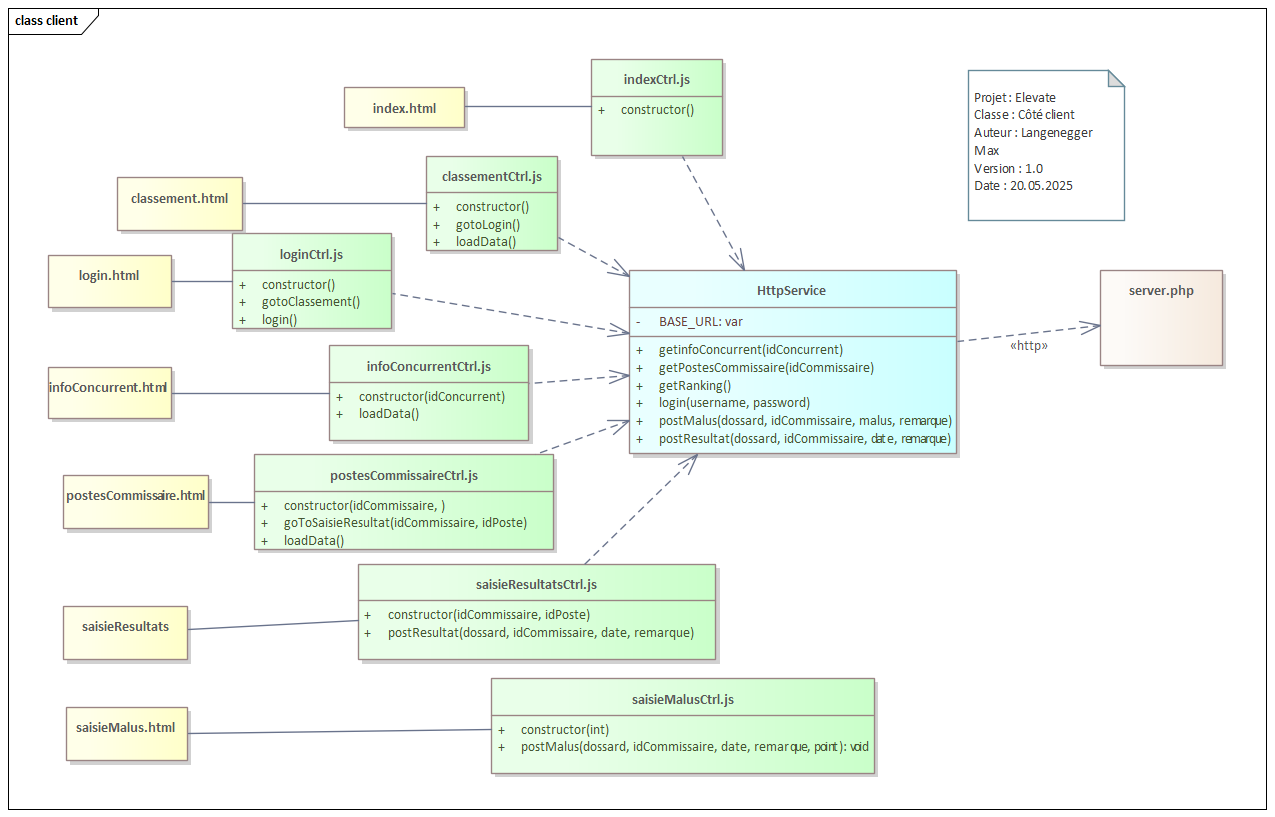 class client
indexCtrl.js
+ constructor()
index.html
Projet : Elevate
Classe : Côté client
Auteur : Langenegger
Max
Version : 1.0
Date : 20.05.2025
classementCtrl.js
+ constructor()
+ gotoLogin()
+ loadData()
classement.html
loginCtrl.js
+ constructor()
+ gotoClassement()
+ login()
login.html
HttpService
- BASE_URL: var
+ getinfoConcurrent(idConcurrent)
+ getPostesCommissaire(idCommissaire)
+ getRanking()
+ login(username, password)
+ postMalus(dossard, idCommissaire, malus, remarque)
+ postResultat(dossard, idCommissaire, date, remarque)
server.php
«http»
infoConcurrentCtrl.js
+ constructor(idConcurrent)
+ loadData()
infoConcurrent.html
postesCommissaireCtrl.js
+ constructor(idCommissaire, )
+ goToSaisieResultat(idCommissaire, idPoste)
+ loadData()
postesCommissaire.html
saisieResultatsCtrl.js
+ constructor(idCommissaire, idPoste)
+ postResultat(dossard, idCommissaire, date, remarque)
saisieResultats
saisieMalusCtrl.js
+ constructor(int)
+ postMalus(dossard, idCommissaire, date, remarque, point): void
saisieMalus.html